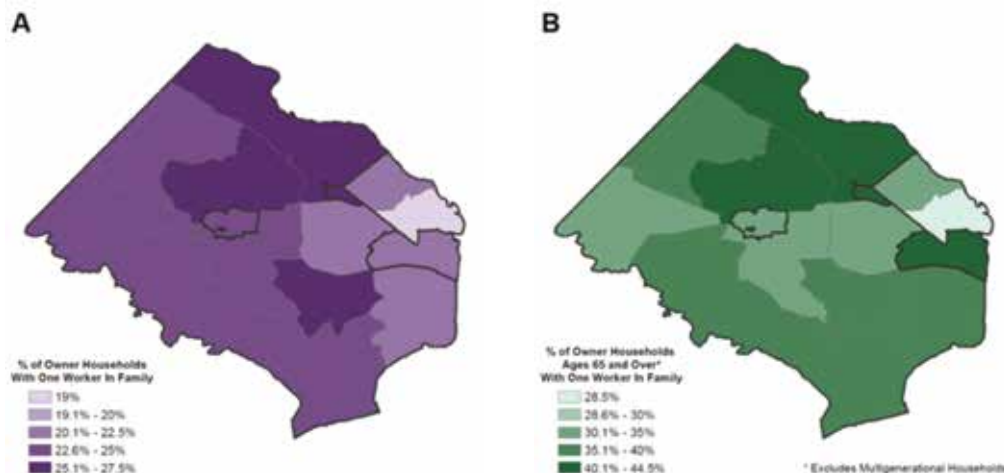 A
B
% of Owner Households
With One Worker In Family
19%
19.1% - 20%
20.1% - 22.5%
22.6% - 25%
25.1% - 27.5%
% of Owner Households
Ages 65 and Over*
With One Worker In Family
28.5%
28.6% - 30%
30.1% - 35%
35.1% - 40%
40.1% - 44.5%
* Excludes Multigenerational Households